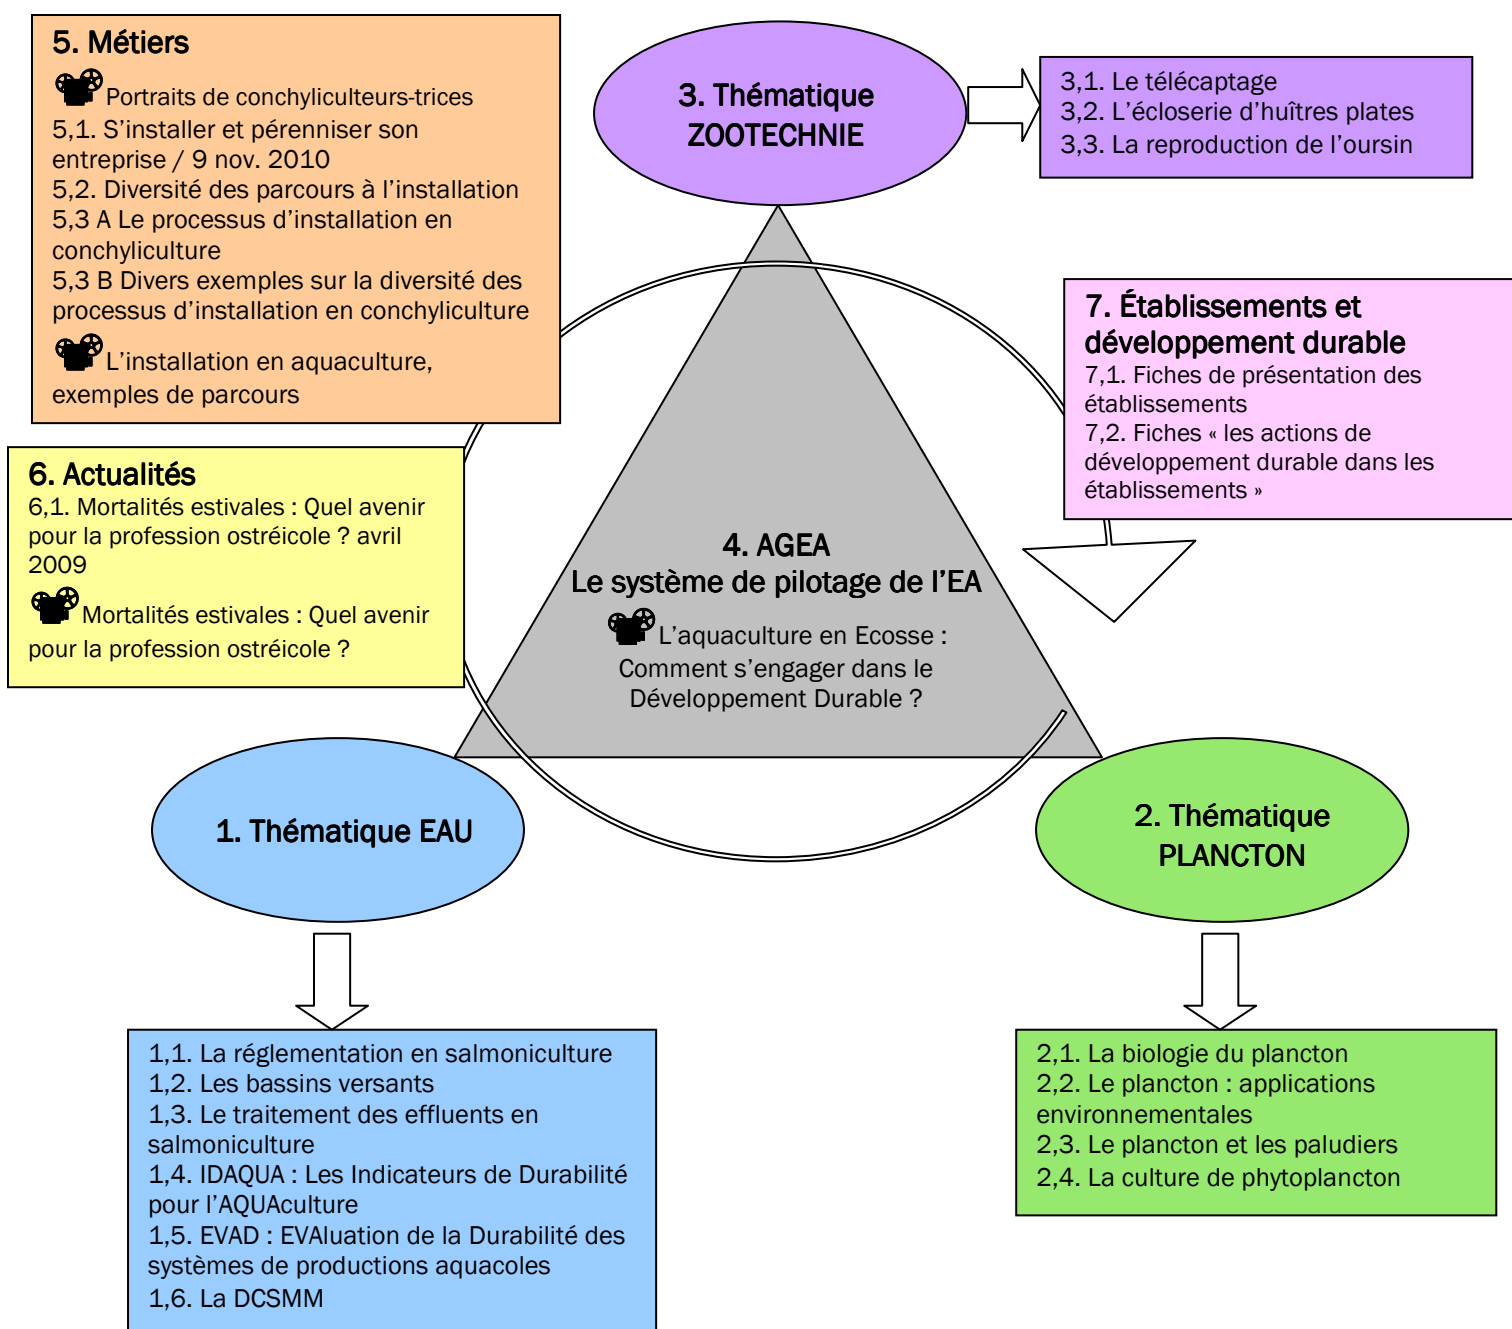 5. Métiers
Portraits de conchyliculteurs-trices
5,1. S'installer et pérenniser son
entreprise / 9 nov. 2010
5,2. Diversité des parcours à l'installation
5,3 A Le processus d'installation en
conchyliculture
5,3 B Divers exemples sur la diversité des
processus d'installation en conchyliculture
L'installation en aquaculture,
exemples de parcours
3. Thématique
ZOOTECHNIE
3,1. Le télécaptage
3,2. L'écloserie d'huîtres plates
3,3. La reproduction de l'oursin
7. Établissements et
développement durable
7,1. Fiches de présentation des
établissements
7,2. Fiches « les actions de
développement durable dans les
établissements »
6. Actualités
6,1. Mortalités estivales : Quel avenir
pour la profession ostréicole ? avril
2009
Mortalités estivales : Quel avenir
pour la profession ostréicole ?
4. AGEA
Le système de pilotage de l'EA
L'aquaculture en Ecosse :
Comment s'engager dans le
Développement Durable ?
1. Thématique EAU
2. Thématique
PLANCTON
1,1. La réglementation en salmoniculture
1,2. Les bassins versants
1,3. Le traitement des effluents en
salmoniculture
1,4. IDAQUA : Les Indicateurs de Durabilité
pour l'AQUAculture
1,5. EVAD : EVAluation de la Durabilité des
systèmes de productions aquacoles
1,6. La DCSMM
2,1. La biologie du plancton
2,2. Le plancton : applications
environnementales
2,3. Le plancton et les paludiers
2,4. La culture de phytoplancton